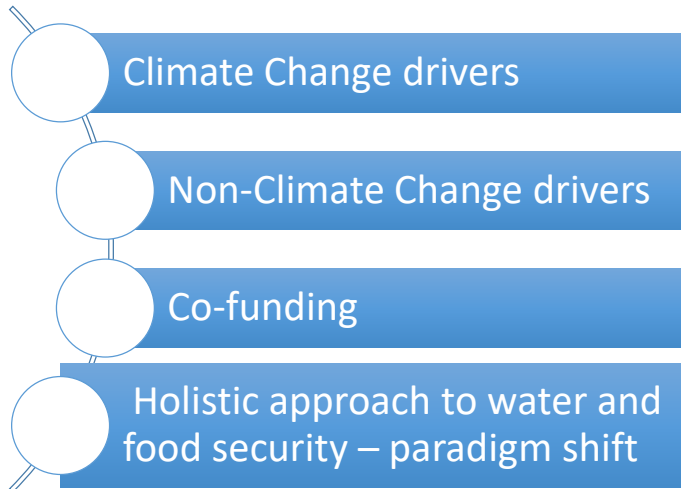 Climate Change drivers
Non-Climate Change drivers
Co-funding
Holistic approach to water and
food security – paradigm shift